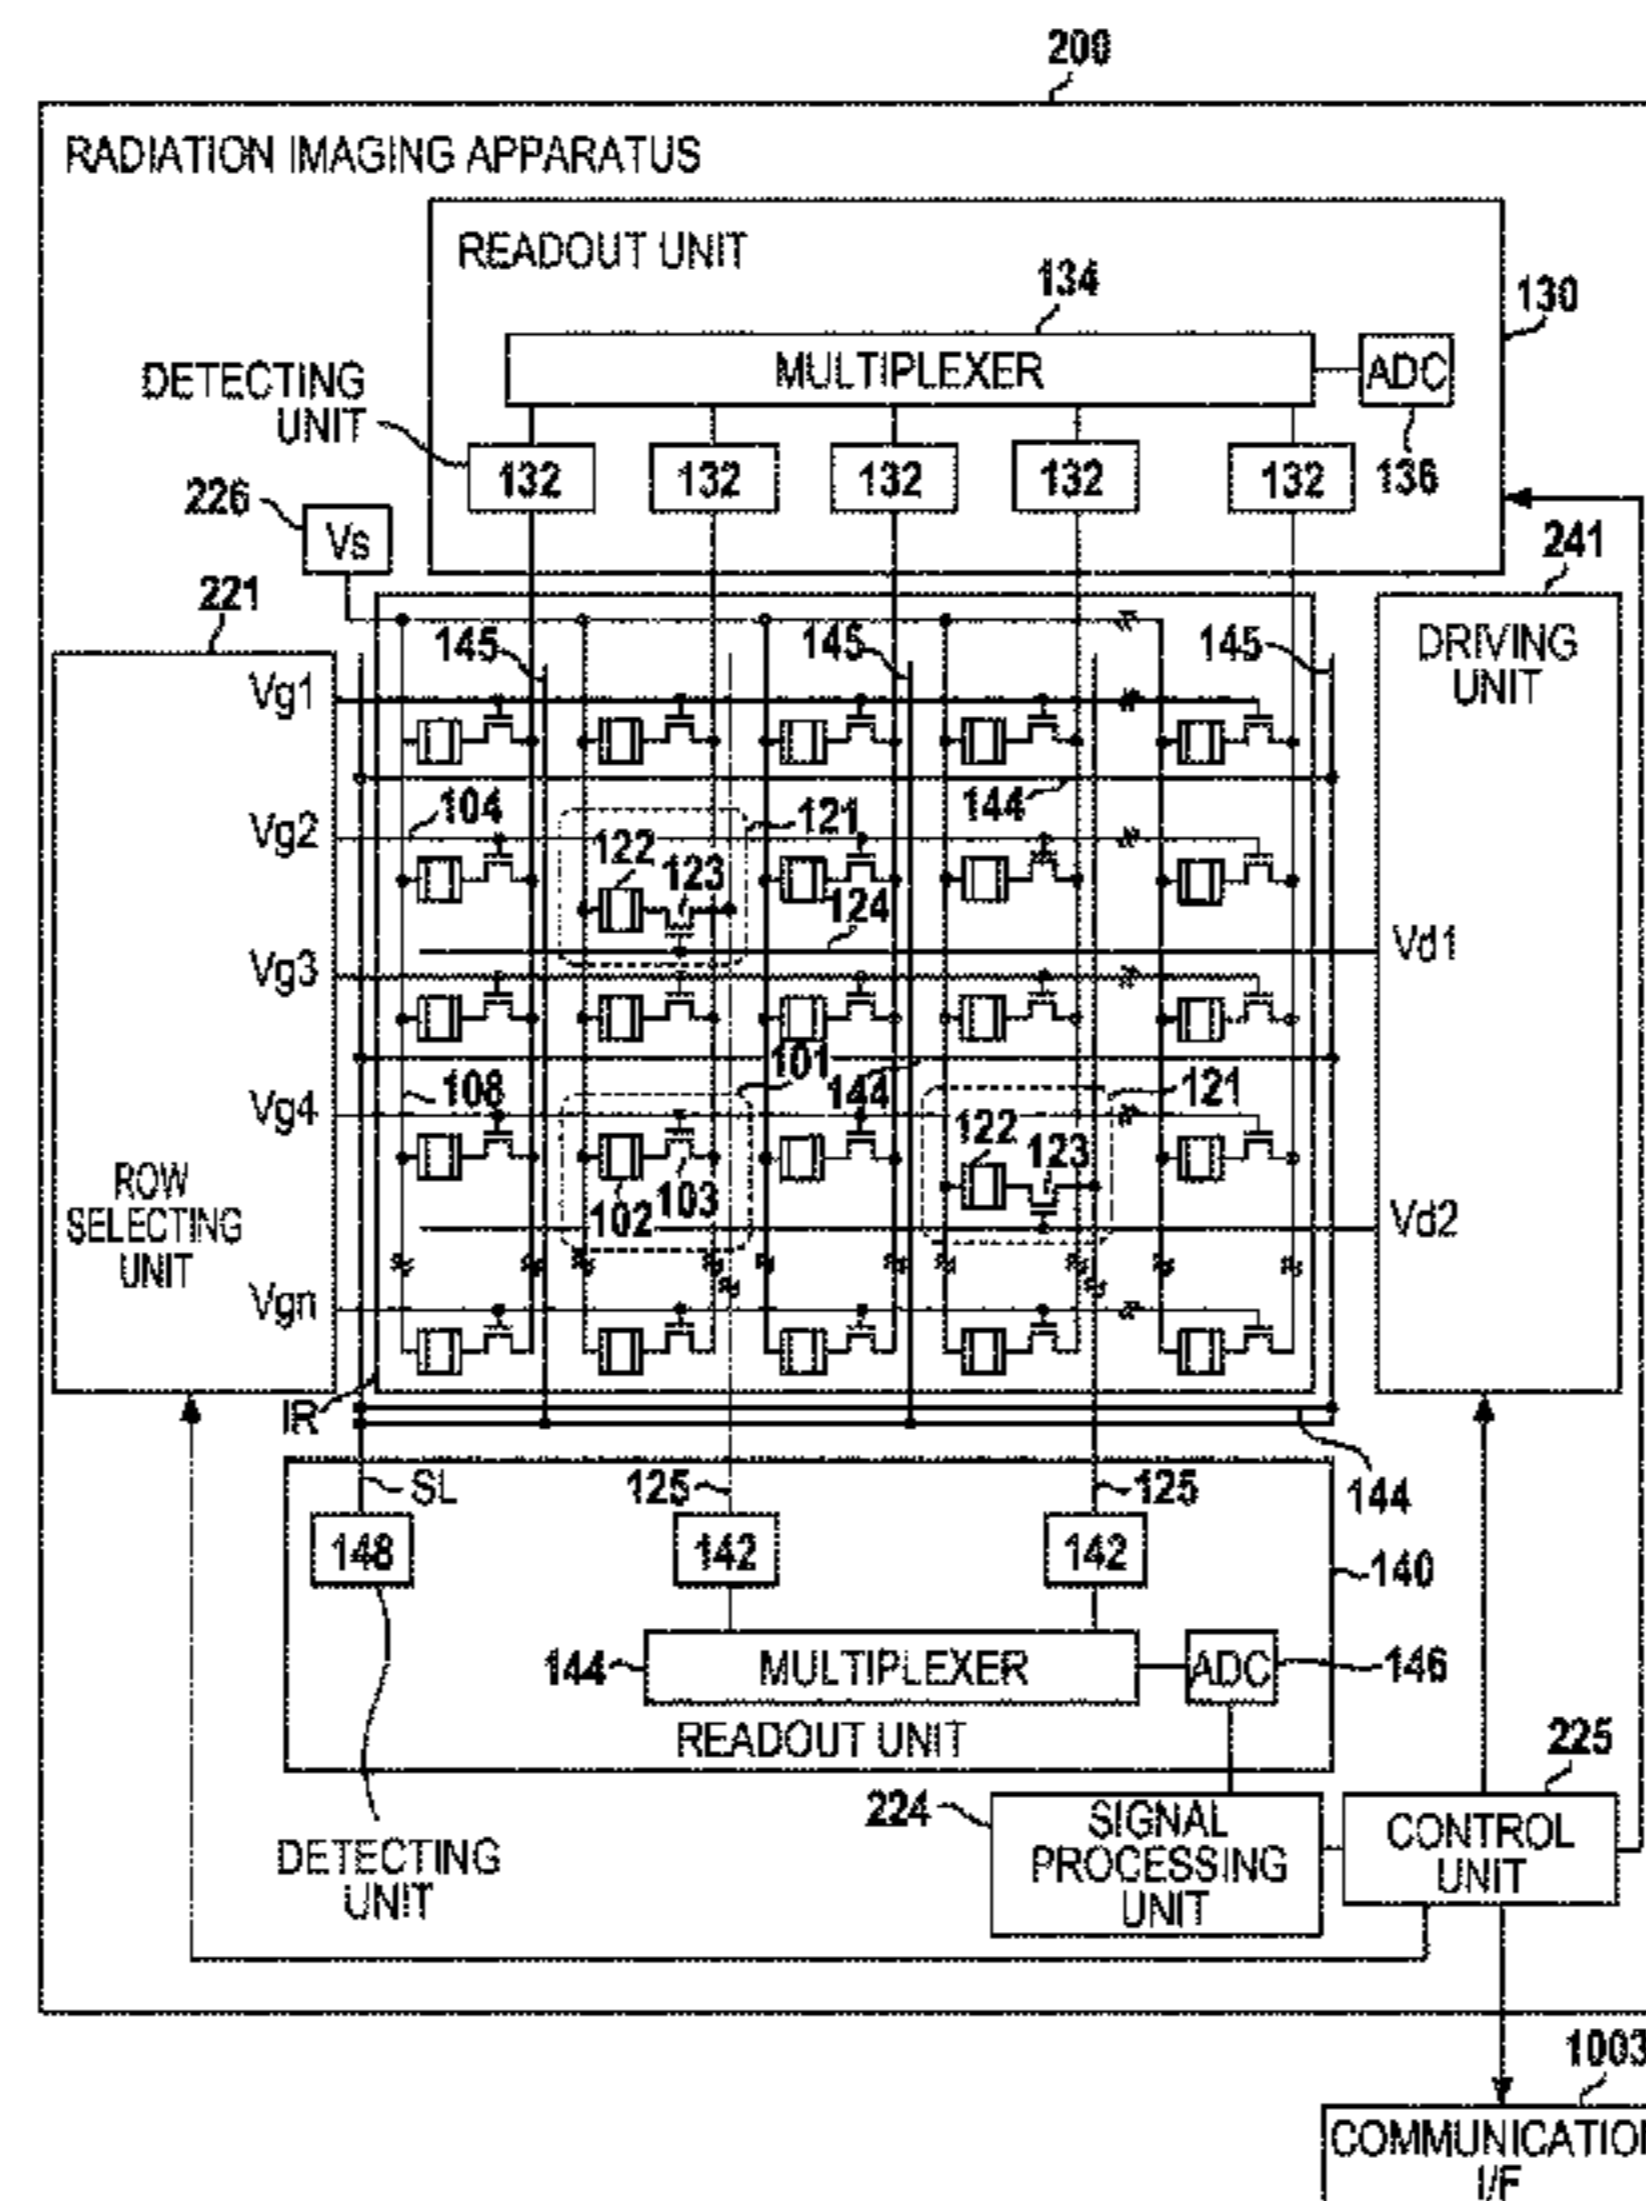 200
RADIATION IMAGING APPARATUS
READOUT UNIT
134
130
MULTIPLEXER
ADC
DETECTING
UNIT
132
132
132
132
132
136
226
Vs
241
221
145
145
145
DRIVING
UNIT
Vg1
104
144
Vg2
121
122
123
124
Vd1
Vg3
101
108
144
121
Vg4
122
123
ROW
SELECTING
UNIT
102
103
Vd2
Vgn
IR
SL
125
125
144
148
142
142
140
144
MULTIPLEXER
ADC
146
READOUT UNIT
225
224
SIGNAL
PROCESSING
UNIT
CONTROL
UNIT
DETECTING
UNIT
1003
COMMUNICATION
I/F